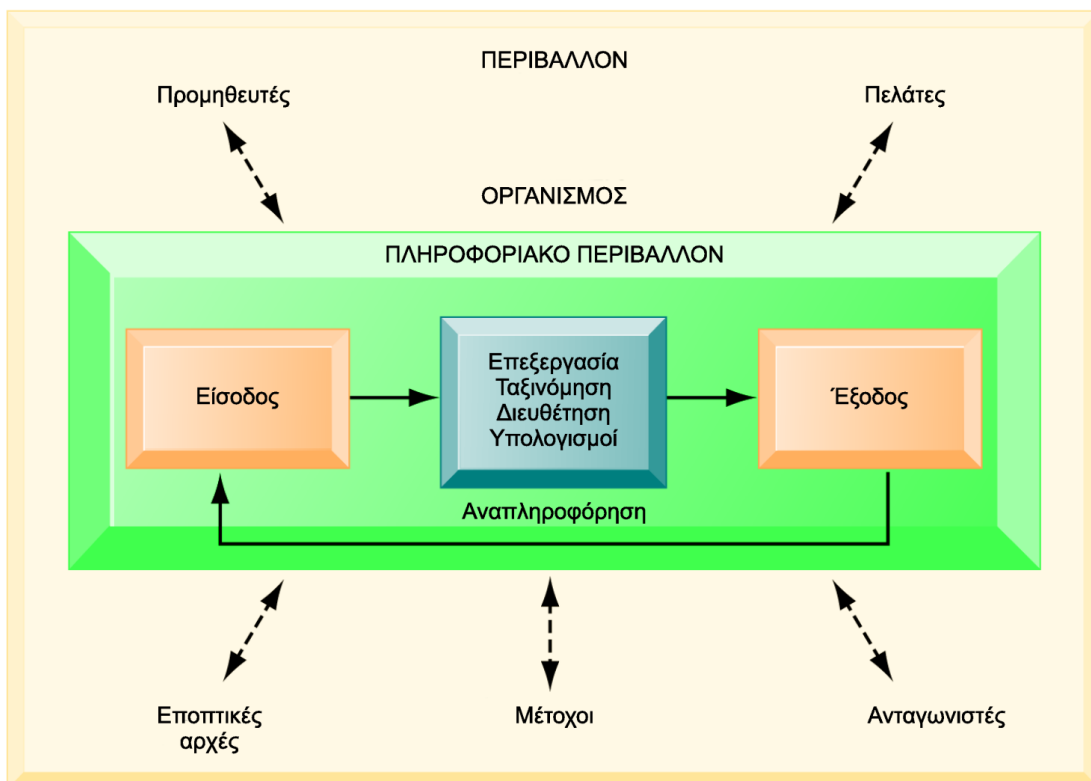 ΠΕΡΙΒΑΛΛΟΝ
Προμηθευτές
Πελάτες
ΟΡΓΑΝΙΣΜΟΣ
ΠΛΗΡΟΦΟΡΙΑΚΟ ΠΕΡΙΒΑΛΛΟΝ
Είσοδος
Επεξεργασία
Ταξινόμηση
Διευθέτηση
Υπολογισμοί
Έξοδος
Αναπληροφόρηση
Εποπτικές
αρχές
Μέτοχοι
Ανταγωνιστές